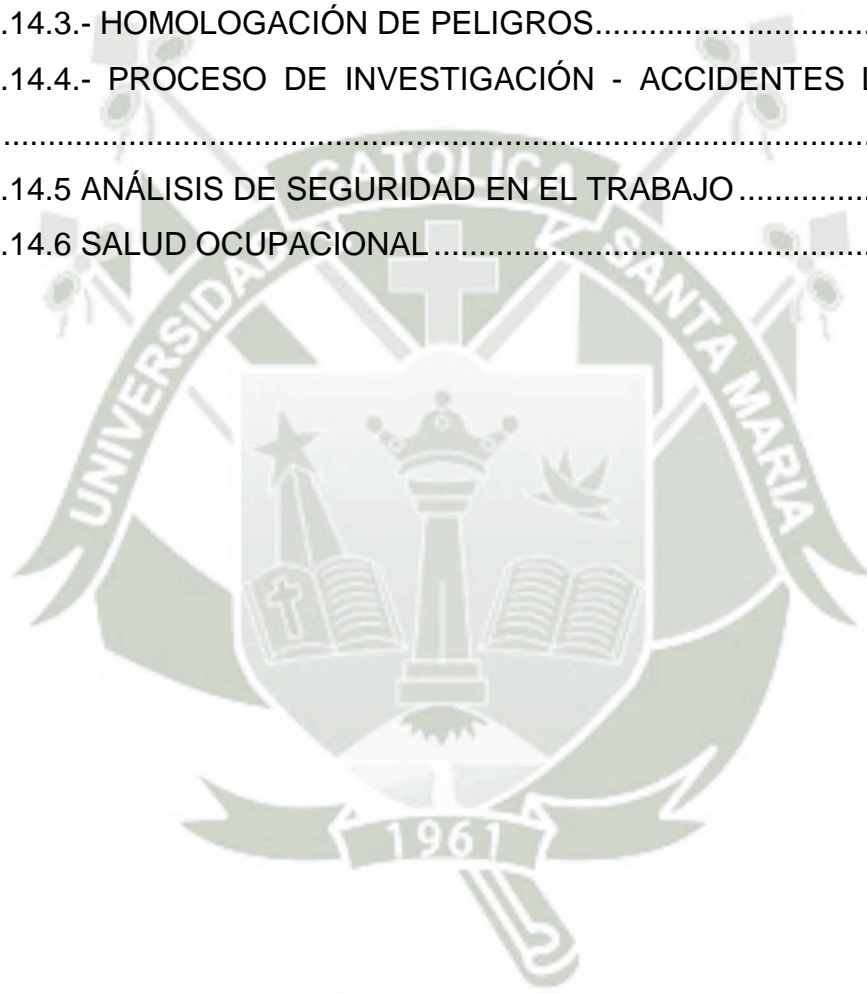 .14.3.- HOMOLOGACIÓN DE PELIGROS....................................
.14.4.- PROCESO DE INVESTIGACIÓN - ACCIDENTES
................................................................................................
.14.5 ANÁLISIS DE SEGURIDAD EN EL TRABAJO ..................
.14.6 SALUD OCUPACIONAL ....................................................
UNIVERSIDAD CATOLICA SANTA MARIA
1961